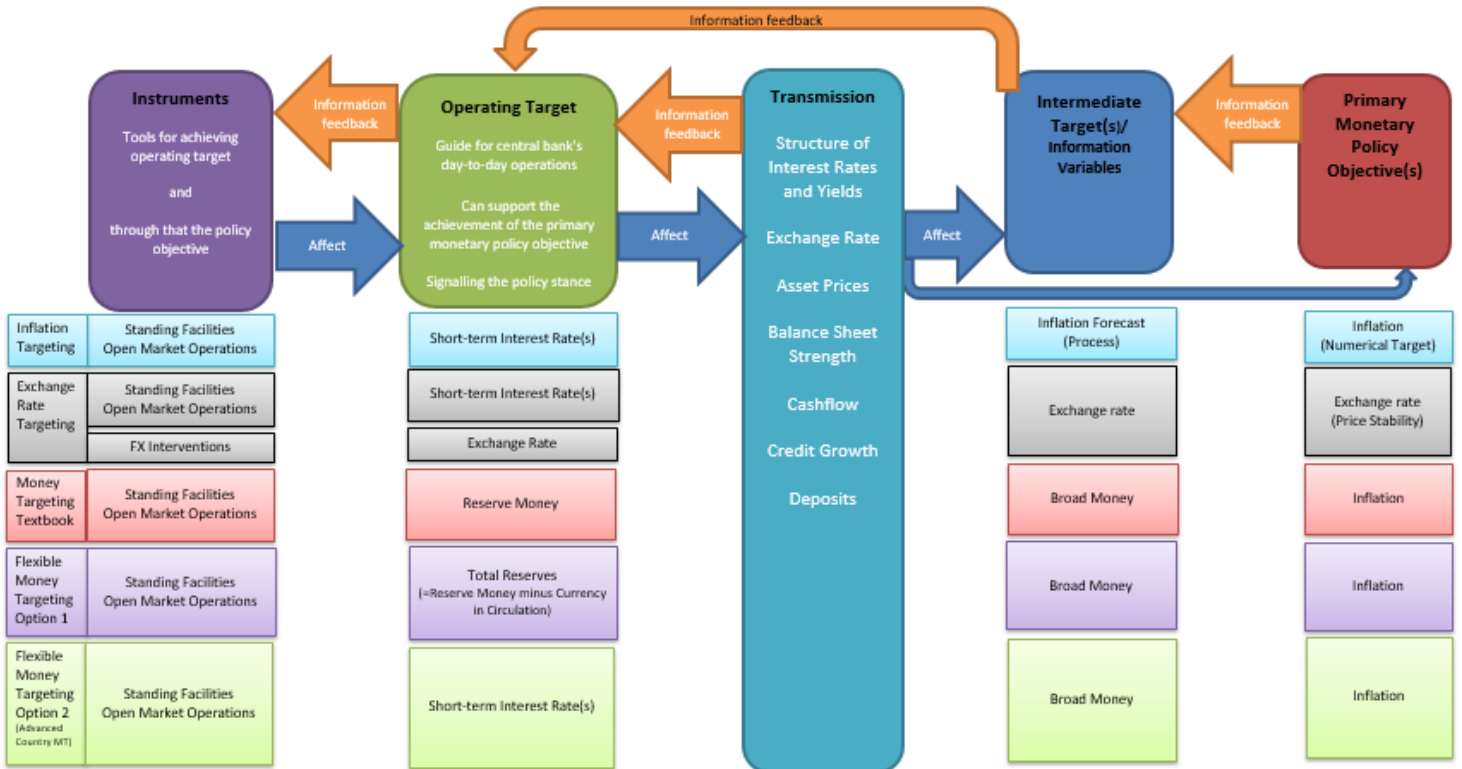 Information feedback
Instruments
Tools for achieving
operating target
and
through that the policy
objective
Information
feedback
Affect
Operating Target
Guide for central bank's
day-to-day operations
Can support the
achievement of the primary
monetary policy objective
Signalling the policy stance
Information
feedback
Affect
Transmission
Structure of
Interest Rates
and Yields
Exchange Rate
Asset Prices
Balance Sheet
Strength
Cashflow
Credit Growth
Deposits
Affect
Intermediate
Target(s)/
Information
Variables
Information
feedback
Primary
Monetary
Policy
Objective(s)
Inflation
Targeting
Standing Facilities
Open Market Operations
Short-term Interest Rate(s)
Inflation Forecast
(Process)
Inflation
(Numerical Target)
Exchange
Rate
Targeting
Standing Facilities
Open Market Operations
Short-term Interest Rate(s)
FX Interventions
Exchange Rate
Exchange rate
Exchange rate
(Price Stability)
Money
Targeting
Textbook
Standing Facilities
Open Market Operations
Reserve Money
Broad Money
Inflation
Flexible
Money
Targeting
Option 1
Standing Facilities
Open Market Operations
Total Reserves
(=Reserve Money minus Currency
in Circulation)
Broad Money
Inflation
Flexible
Money
Targeting
Option 2
(Advanced
Country MT)
Standing Facilities
Open Market Operations
Short-term Interest Rate(s)
Broad Money
Inflation